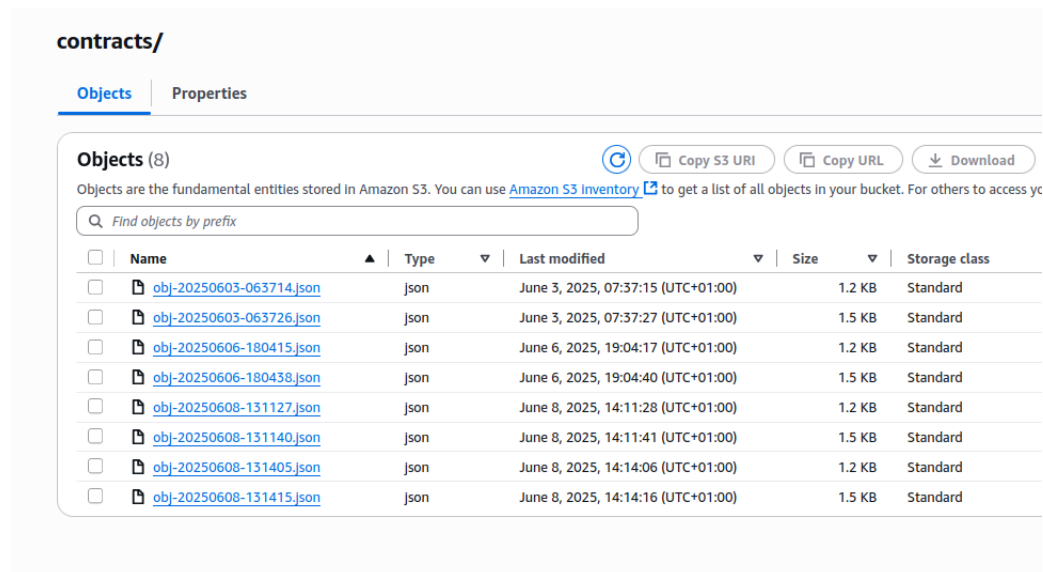 contracts/
Objects Properties
Objects (8) Copy S3 URI Copy URL Download
Objects are the fundamental entities stored in Amazon S3. You can use Amazon S3 inventory to get a list of all objects in your bucket. For others to access yo
Find objects by prefix
Name Type Last modified Size Storage class
obj-20250603-063714.json json June 3, 2025, 07:37:15 (UTC+01:00) 1.2 KB Standard
obj-20250603-063726.json json June 3, 2025, 07:37:27 (UTC+01:00) 1.5 KB Standard
obj-20250606-180415.json json June 6, 2025, 19:04:17 (UTC+01:00) 1.2 KB Standard
obj-20250606-180438.json json June 6, 2025, 19:04:40 (UTC+01:00) 1.5 KB Standard
obj-20250608-131127.json json June 8, 2025, 14:11:28 (UTC+01:00) 1.2 KB Standard
obj-20250608-131140.json json June 8, 2025, 14:11:41 (UTC+01:00) 1.5 KB Standard
obj-20250608-131405.json json June 8, 2025, 14:14:06 (UTC+01:00) 1.2 KB Standard
obj-20250608-131415.json json June 8, 2025, 14:14:16 (UTC+01:00) 1.5 KB Standard